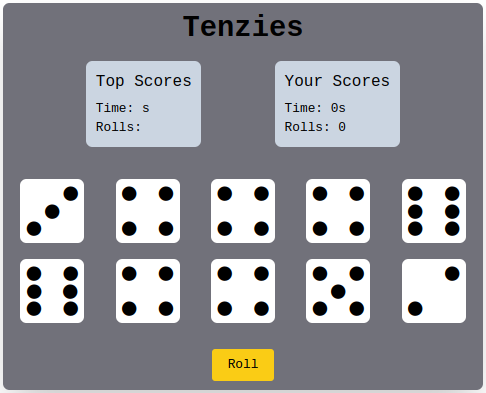 Tenzies
Top Scores
Time: s
Rolls:
Your Scores
Time: 0s
Rolls: 0
Roll